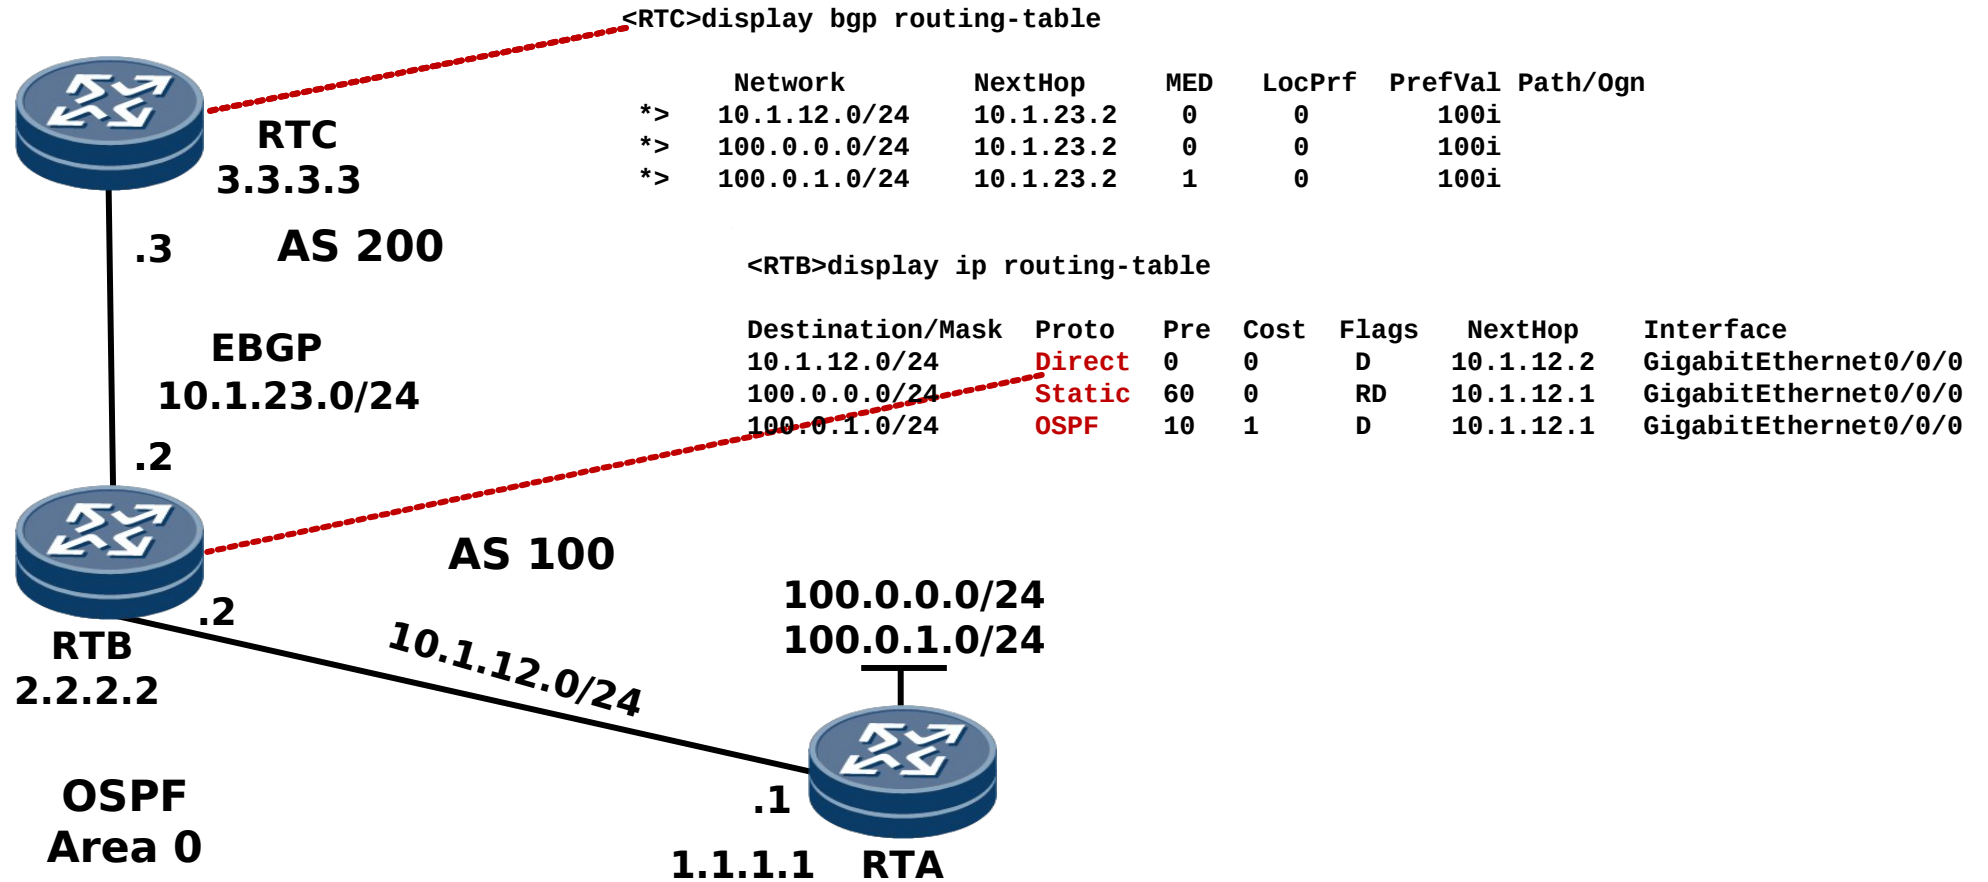 <RTC>display bgp routing-table
Network NextHop MED LocPrf PrefVal Path/Ogn
*> 10.1.12.0/24 10.1.23.2 0 0 100i
*> 100.0.0.0/24 10.1.23.2 0 0 100i
*> 100.0.1.0/24 10.1.23.2 1 0 100i
RTC
3.3.3.3
.3
AS 200
<RTB>display ip routing-table
Destination/Mask Proto Pre Cost Flags NextHop Interface
10.1.12.0/24 Direct 0 0 D 10.1.12.2 GigabitEthernet0/0/0
100.0.0.0/24 Static 60 0 RD 10.1.12.1 GigabitEthernet0/0/0
100.0.1.0/24 OSPF 10 1 D 10.1.12.1 GigabitEthernet0/0/0
EBGP
10.1.23.0/24
.2
AS 100
.2
RTB
2.2.2.2
10.1.12.0/24
100.0.0.0/24
100.0.1.0/24
OSPF
Area 0
.1
1.1.1.1 RTA